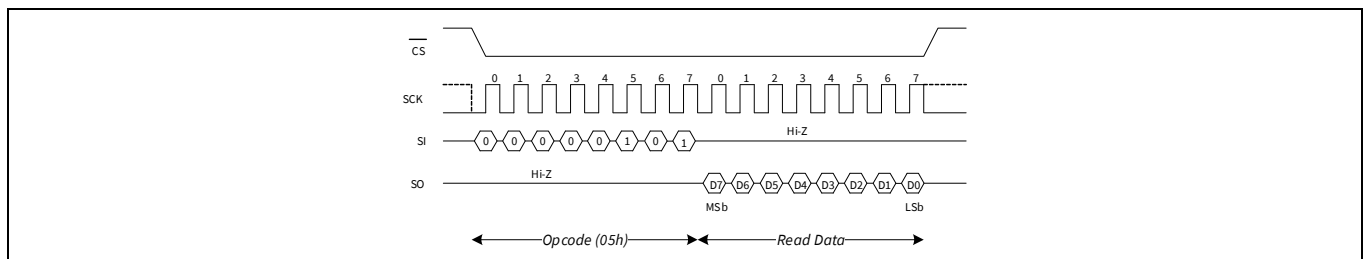 CS
0 1 2 3 4 5 6 7 0 1 2 3 4 5 6 7
SCK
Hi-Z
SI 0 0 0 0 0 1 0 1
Hi-Z
SO D7 D6 D5 D4 D3 D2 D1 D0
MSb LSb
Opcode (05h) Read Data